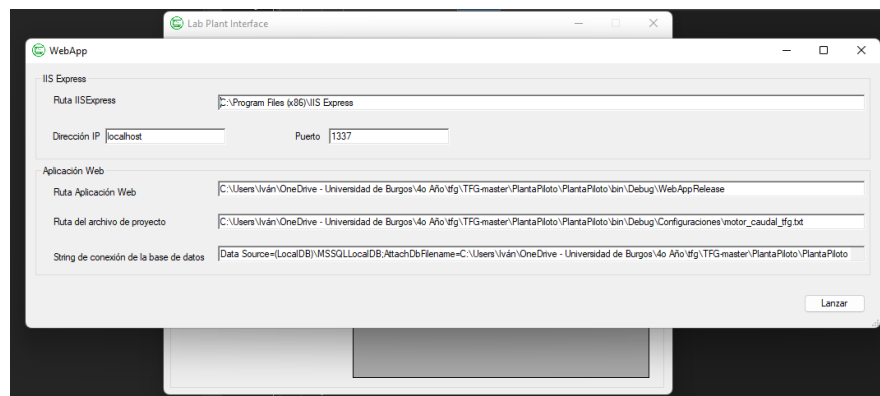 Lab Plant Interface
WebApp
IIS Express
Ruta IISExpress
C:\Program Files (x86)\IIS Express
Dirección IP localhost Puerto 1337
Aplicación Web
Ruta Aplicación Web
C:\Users\Iván\OneDrive - Universidad de Burgos\4o Año\tfg\TFG-master\PlantaPiloto\PlantaPiloto\bin\Debug\WebAppRelease
Ruta del archivo de proyecto
C:\Users\Iván\OneDrive - Universidad de Burgos\4o Año\tfg\TFG-master\PlantaPiloto\PlantaPiloto\bin\Debug\Configuraciones\motor_caudal_tfg.txt
String de conexión de la base de datos
Data Source=(LocalDB)\MSSQLLocalDB;AttachDbFilename=C:\Users\Iván\OneDrive - Universidad de Burgos\4o Año\tfg\TFG-master\PlantaPiloto\PlantaPiloto
Lanzar